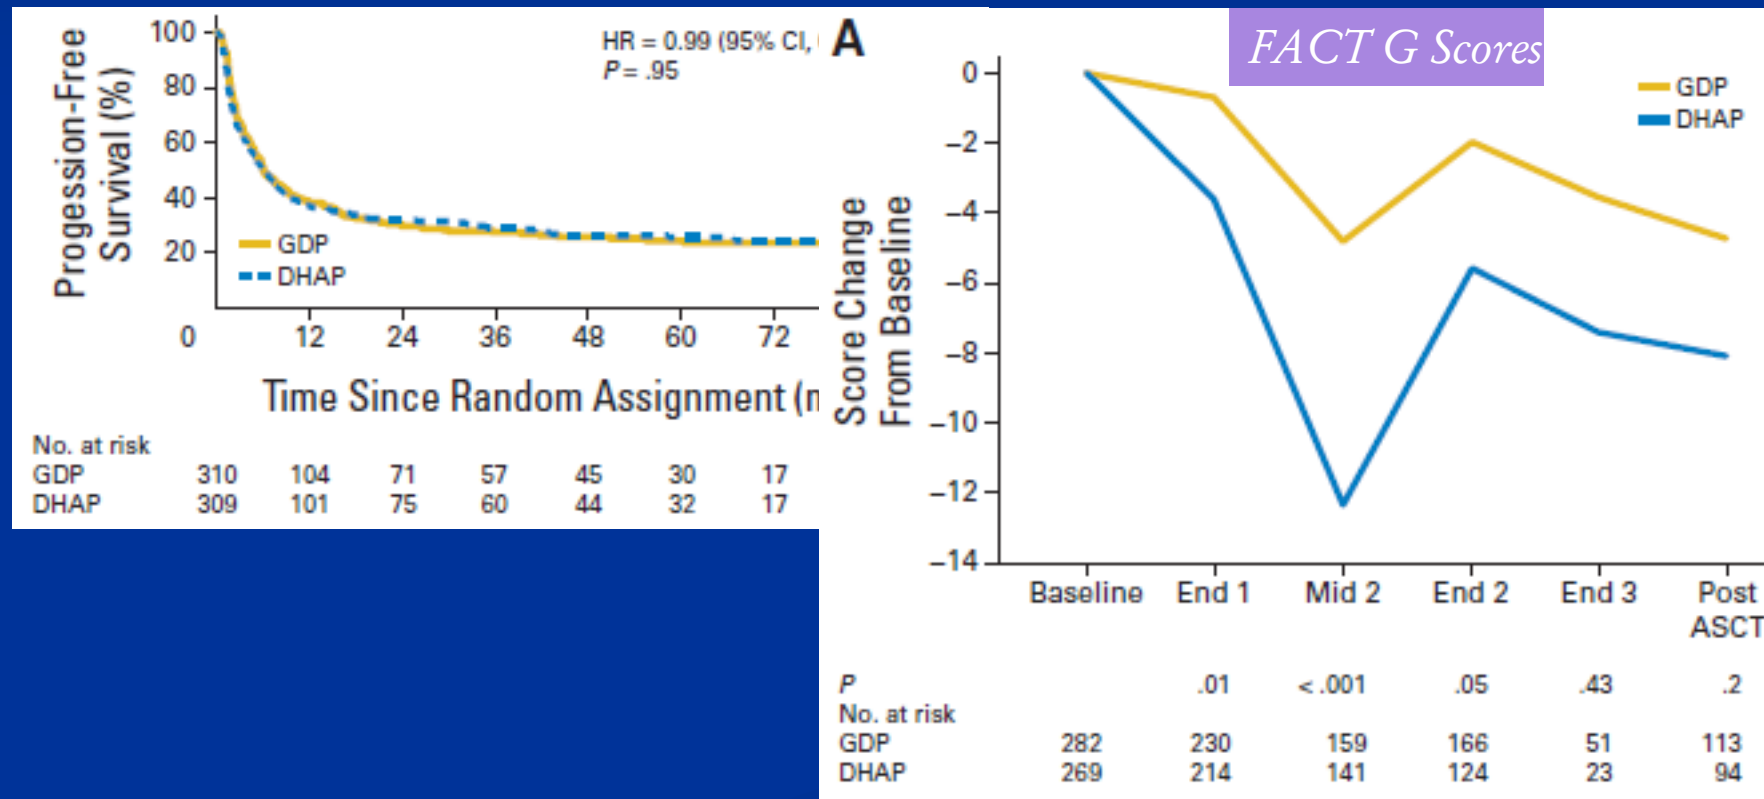 Progession-Free
Survival (%)
100
80
60
40
20
0
12 24 36 48 60 72
HR = 0.99 (95% CI,
P = .95
GDP
DHAP
Time Since Random Assignment
No. at risk
GDP 310 104 71 57 45 30 17
DHAP 309 101 75 60 44 32 17
A
FACT G Scores
GDP
DHAP
Score Change
From Baseline
0
–2
–4
–6
–8
–10
–12
–14
Baseline End 1 Mid 2 End 2 End 3 Post
ASCT
P .01 < .001 .05 .43 .2
No. at risk
GDP 282 230 159 166 51 113
DHAP 269 214 141 124 23 94